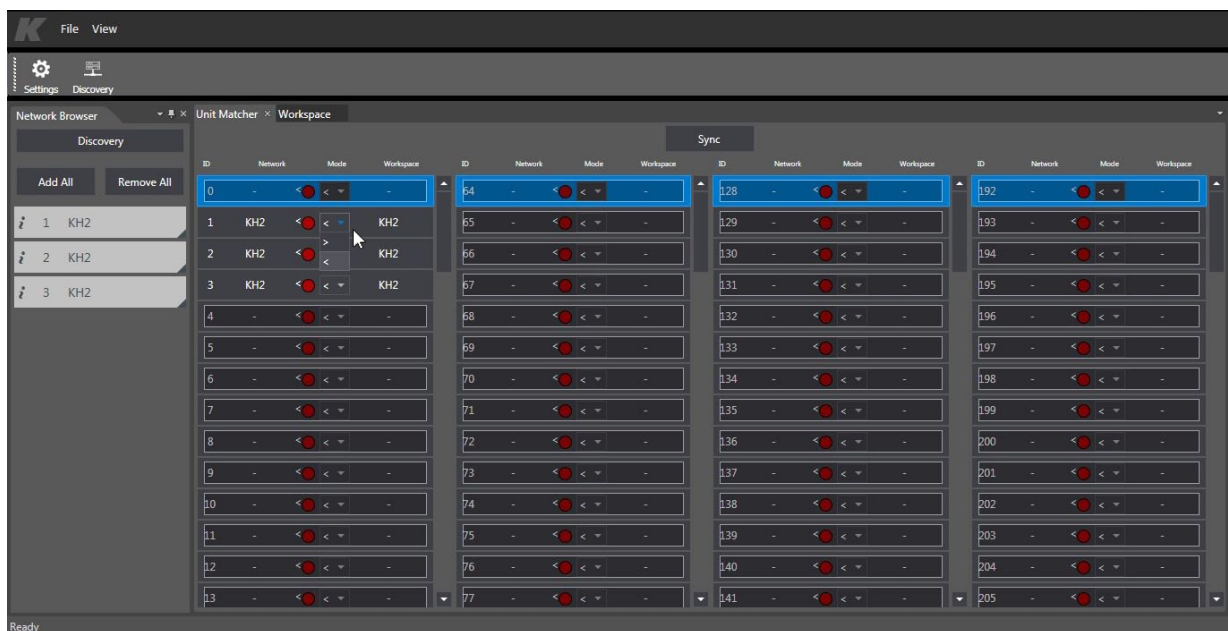 K File View
Settings Discovery
Network Browser × Unit Matcher × Workspace
Discovery Sync
Add All Remove All
ID Network Mode Workspace ID Network Mode Workspace ID Network Mode Workspace ID Network Mode Workspace
0 - < < - 64 - < < - 128 - < < - 192 - < < -
i 1 KH2 1 KH2 < < KH2 65 - < < - 129 - < < - 193 - < < -
>
<
i 2 KH2 2 KH2 < KH2 66 - < < - 130 - < < - 194 - < < -
i 3 KH2 3 KH2 < < KH2 67 - < < - 131 - < < - 195 - < < -
4 - < < - 68 - < < - 132 - < < - 196 - < < -
5 - < < - 69 - < < - 133 - < < - 197 - < < -
6 - < < - 70 - < < - 134 - < < - 198 - < < -
7 - < < - 71 - < < - 135 - < < - 199 - < < -
8 - < < - 72 - < < - 136 - < < - 200 - < < -
9 - < < - 73 - < < - 137 - < < - 201 - < < -
10 - < < - 74 - < < - 138 - < < - 202 - < < -
11 - < < - 75 - < < - 139 - < < - 203 - < < -
12 - < < - 76 - < < - 140 - < < - 204 - < < -
13 - < < - 77 - < < - 141 - < < - 205 - < < -
Ready